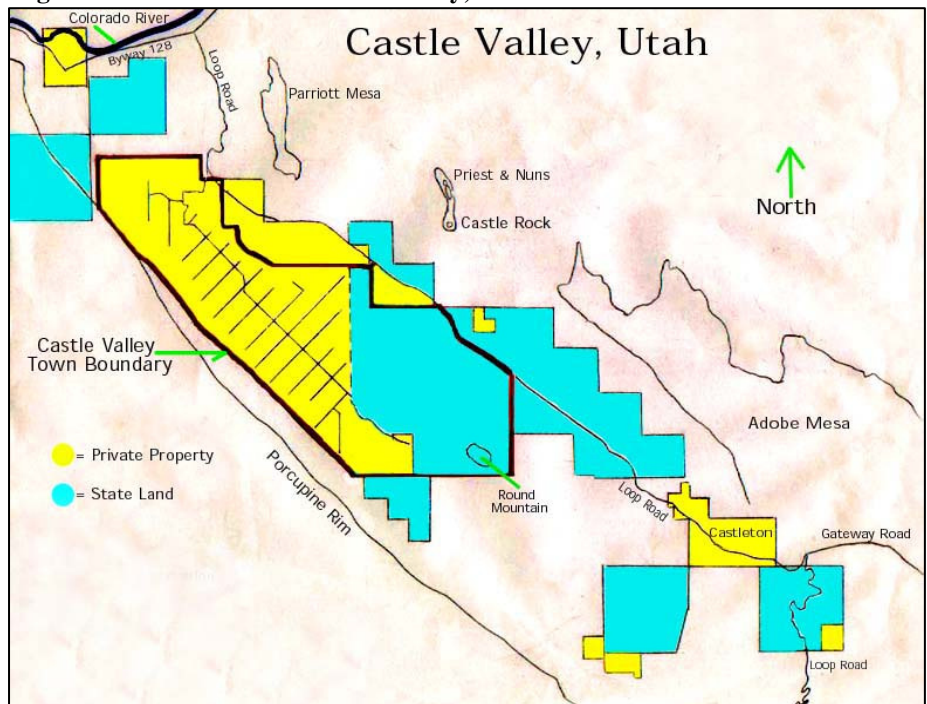 Colorado River
Byway 128
Castle Valley, Utah
Loop Road
Parriott Mesa
Priest & Nuns
Castle Rock
North
Castle Valley
Town Boundary
Adobe Mesa
= Private Property
= State Land
Porcupine Rim
Round
Mountain
Loop Road
Castleton
Gateway Road
Loop Road